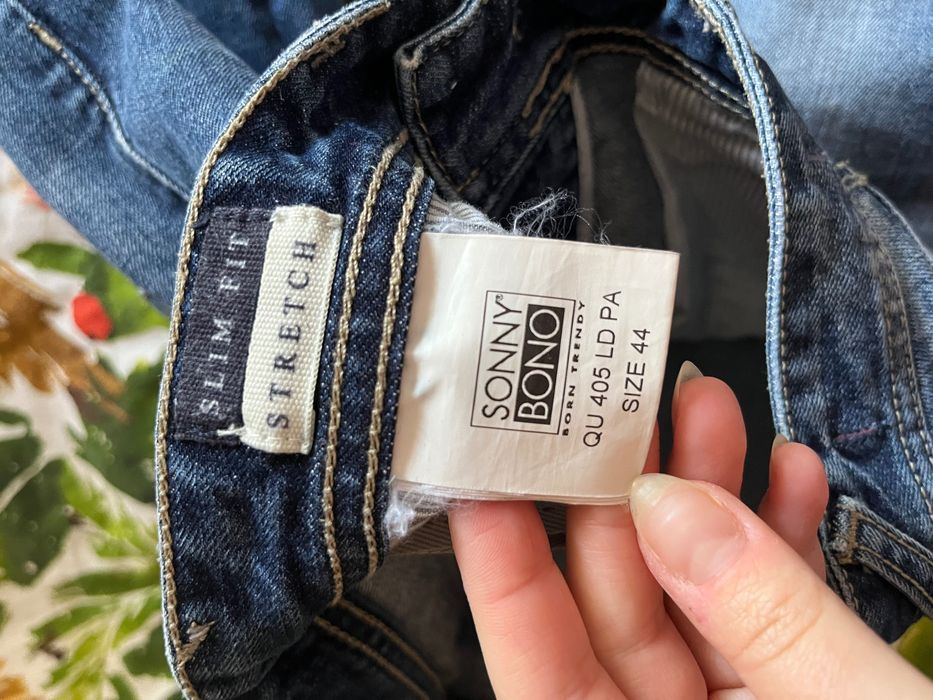 SLIM FIT
STRETCH
SONNY®
BONO
BORN TRENDY
QU 405 LD PA
SIZE 44